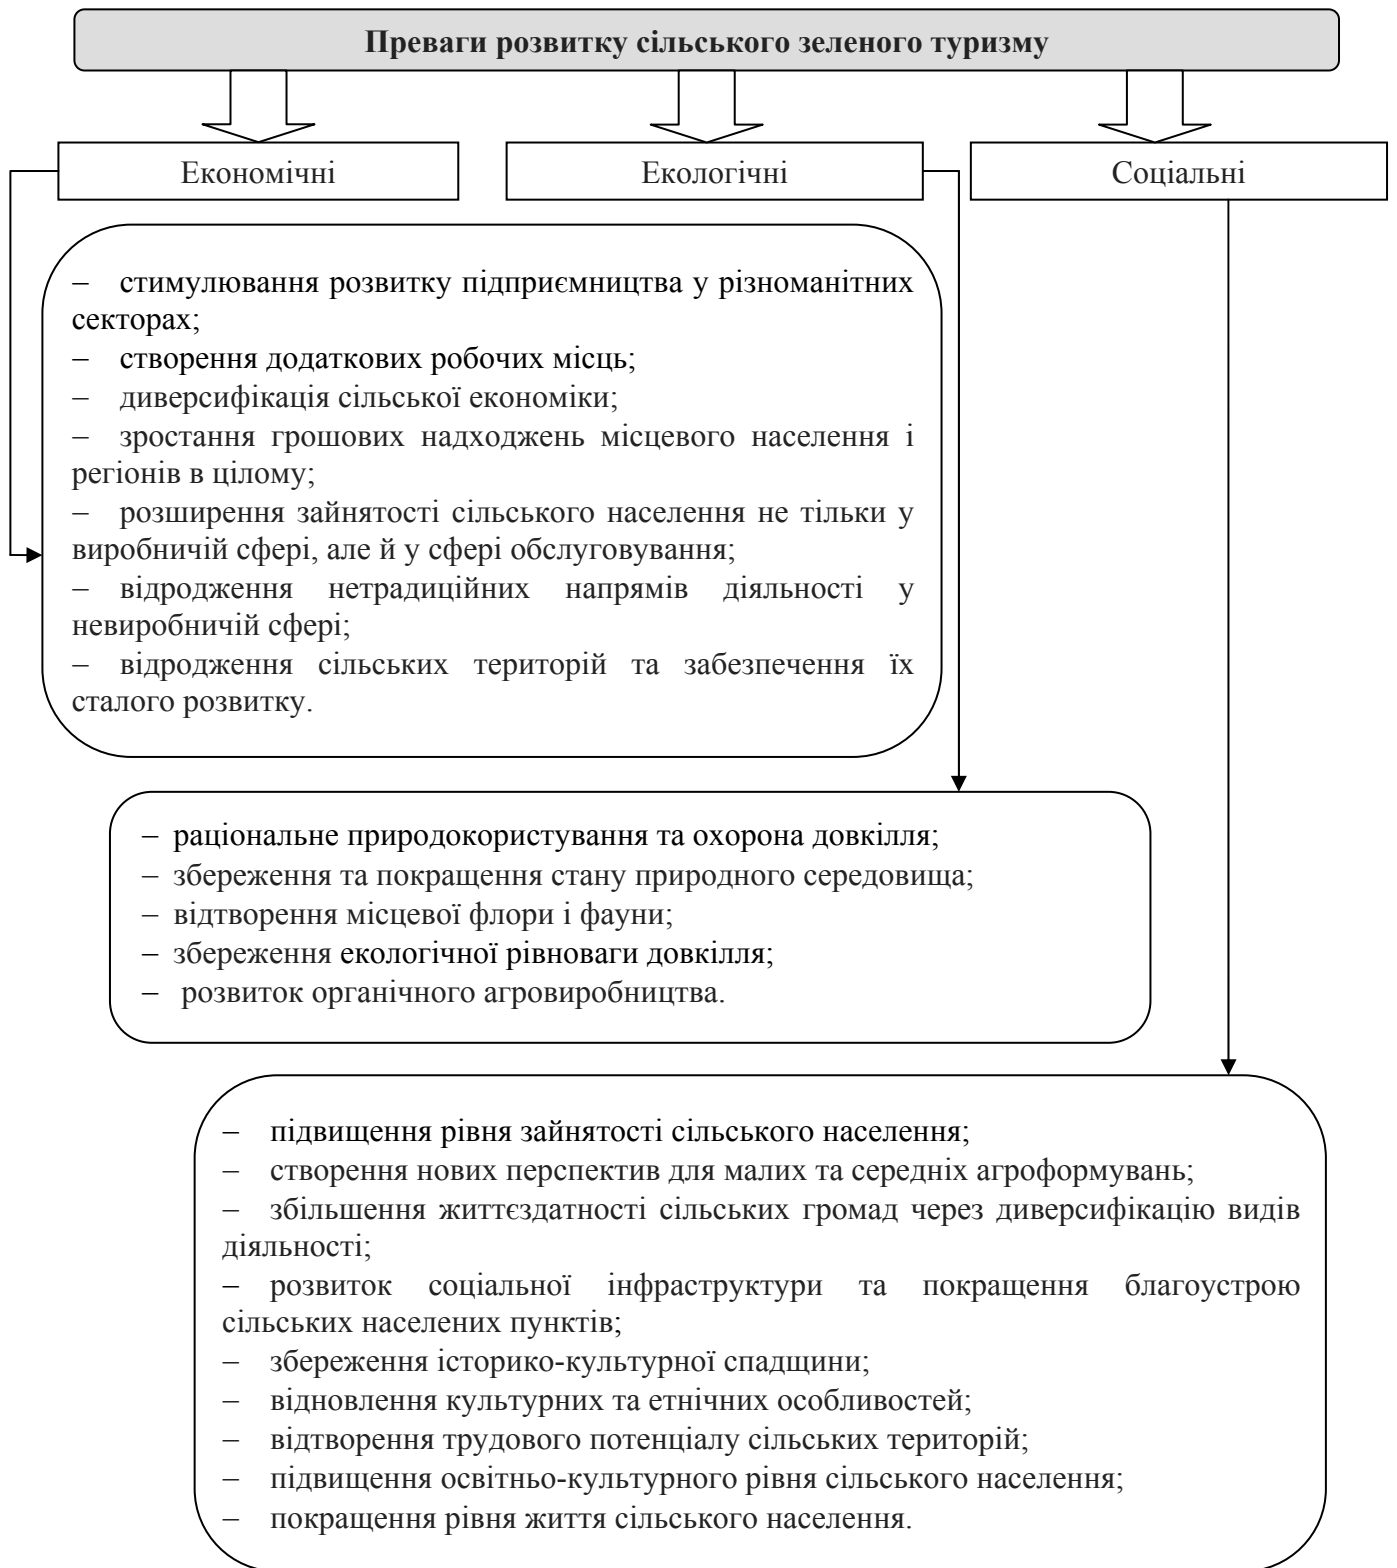 Преваги розвитку сільського зеленого туризму
Економічні
Екологічні
Соціальні
– стимулювання розвитку підприємництва у різноманітних
секторах;
– створення додаткових робочих місць;
– диверсифікація сільської економіки;
– зростання грошових надходжень місцевого населення і
регіонів в цілому;
– розширення зайнятості сільського населення не тільки у
виробничій сфері, але й у сфері обслуговування;
– відродження нетрадиційних напрямів діяльності у
невиробничій сфері;
– відродження сільських територій та забезпечення їх
сталого розвитку.
– раціональне природокористування та охорона довкілля;
– збереження та покращення стану природного середовища;
– відтворення місцевої флори і фауни;
– збереження екологічної рівноваги довкілля;
– розвиток органічного агровиробництва.
– підвищення рівня зайнятості сільського населення;
– створення нових перспектив для малих та середніх агроформувань;
– збільшення життєздатності сільських громад через диверсифікацію видів
діяльності;
– розвиток соціальної інфраструктури та покращення благоустрою
сільських населених пунктів;
– збереження історико-культурної спадщини;
– відновлення культурних та етнічних особливостей;
– відтворення трудового потенціалу сільських територій;
– підвищення освітньо-культурного рівня сільського населення;
– покращення рівня життя сільського населення.